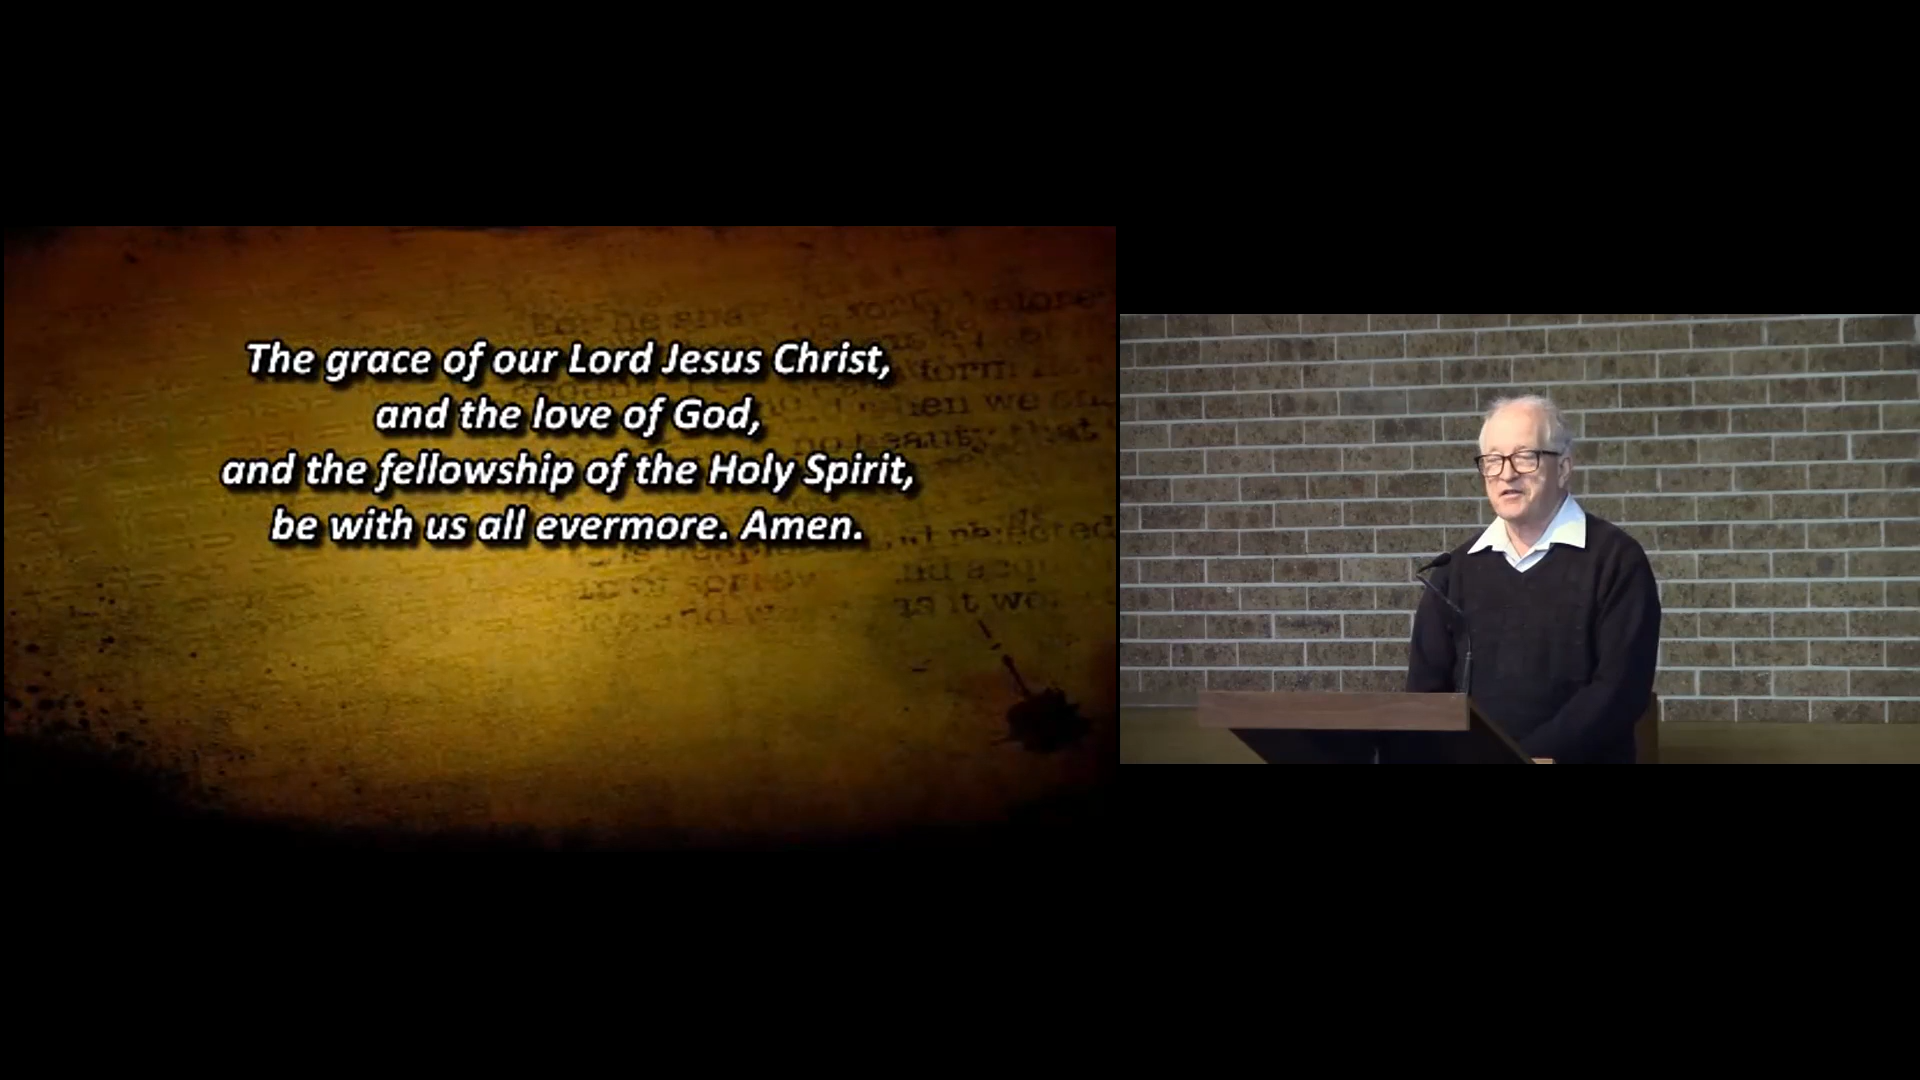 The grace of our Lord Jesus Christ,
and the love of God,
and the fellowship of the Holy Spirit,
be with us all evermore. Amen.